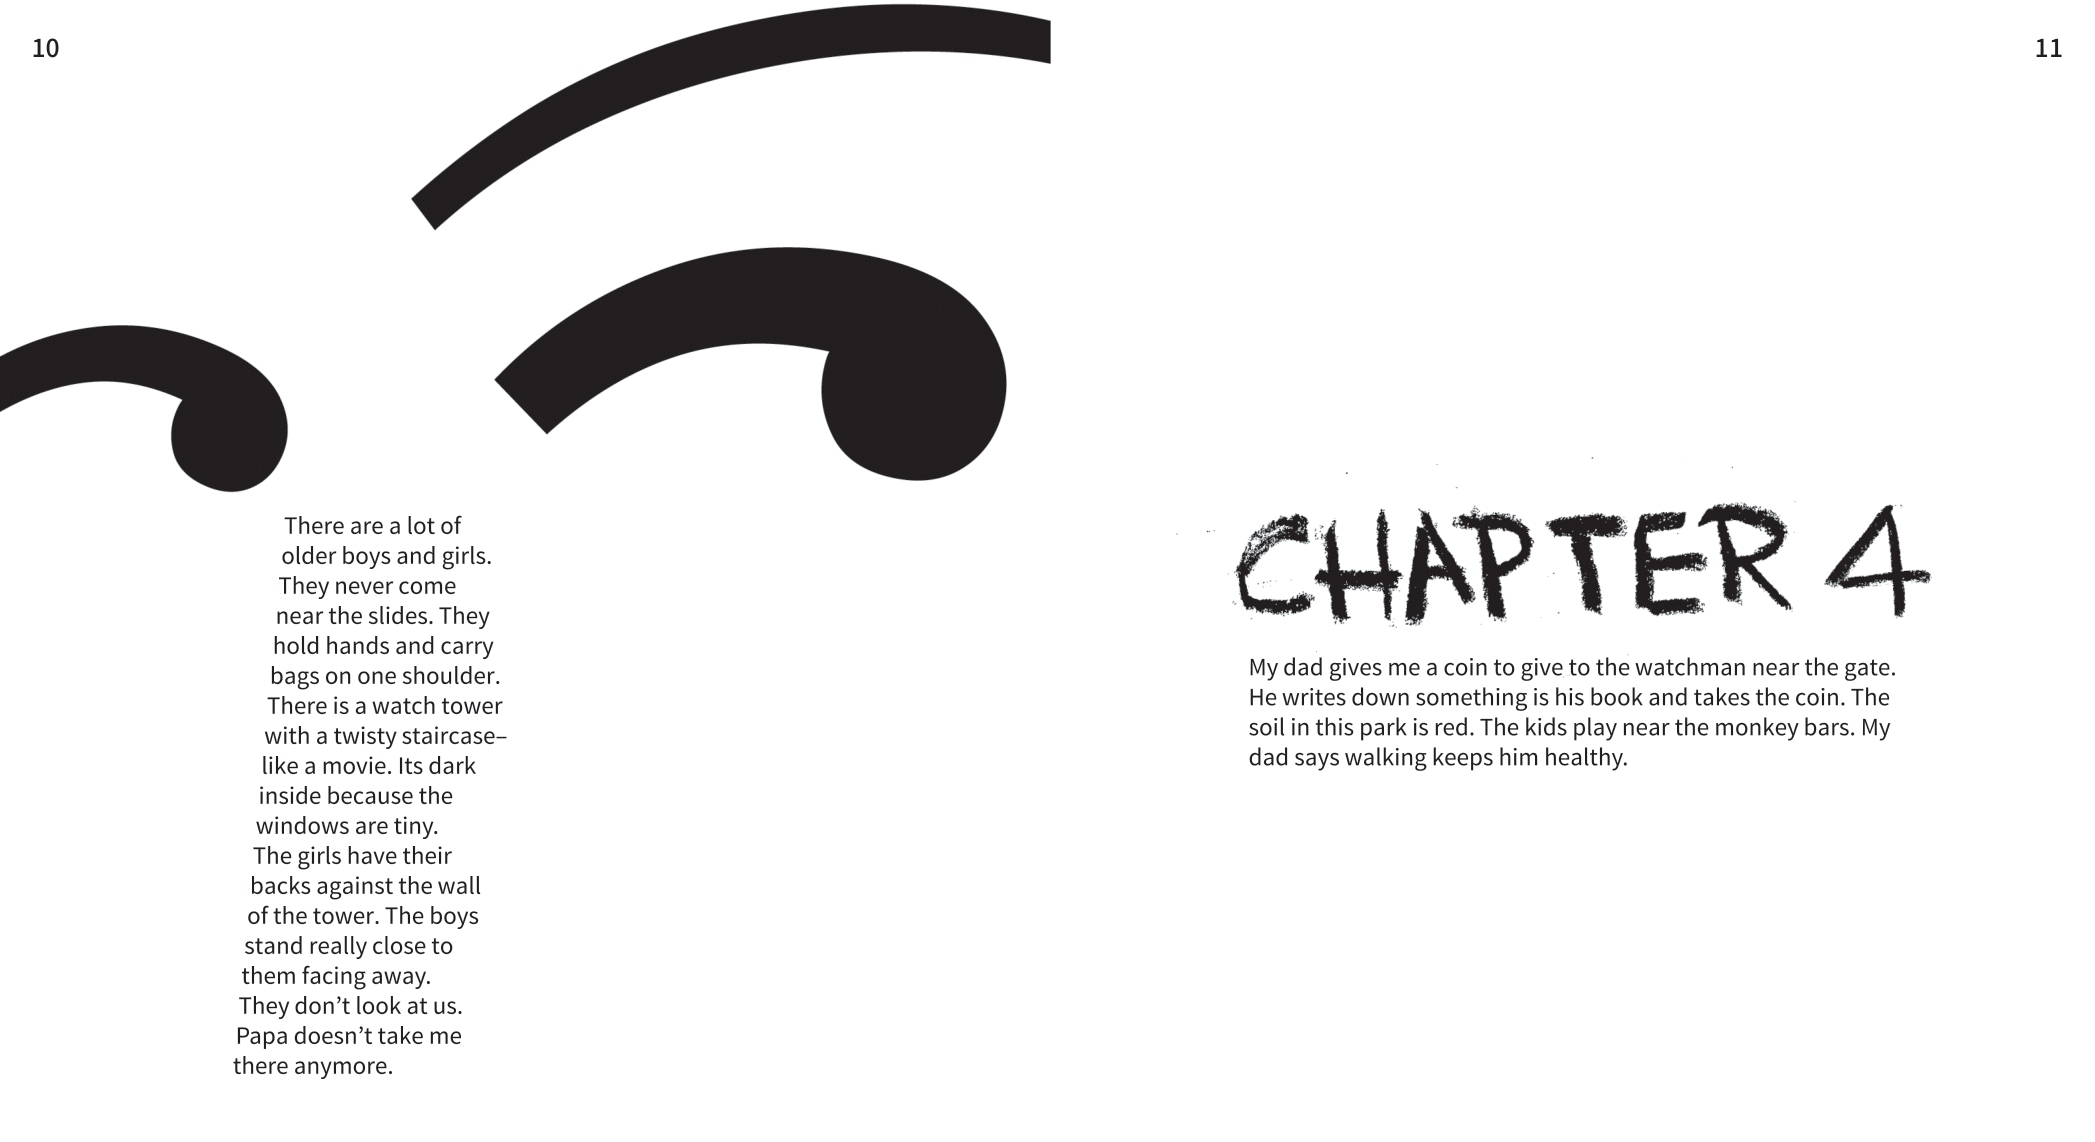 10
There are a lot of
older boys and girls.
They never come
near the slides. They
hold hands and carry
bags on one shoulder.
There is a watch tower
with a twisty staircase–
like a movie. Its dark
inside because the
windows are tiny.
The girls have their
backs against the wall
of the tower. The boys
stand really close to
them facing away.
They don’t look at us.
Papa doesn’t take me
there anymore.
11
CHAPTER 4
My dad gives me a coin to give to the watchman near the gate.
He writes down something is his book and takes the coin. The
soil in this park is red. The kids play near the monkey bars. My
dad says walking keeps him healthy.